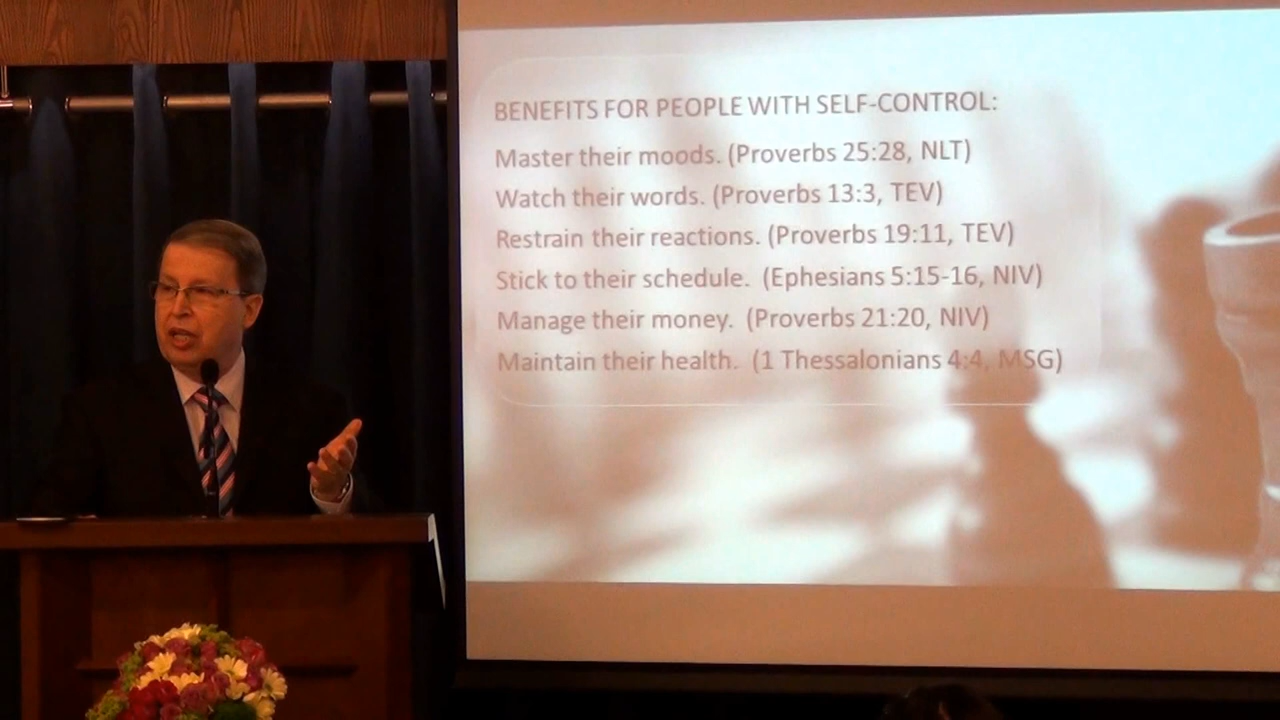 BENEFITS FOR PEOPLE WITH SELF-CONTROL:
Master their moods. (Proverbs 25:28, NLT)
Watch their words. (Proverbs 13:3, TEV)
Restrain their reactions. (Proverbs 19:11, TEV)
Stick to their schedule. (Ephesians 5:15-16, NIV)
Manage their money. (Proverbs 21:20, NIV)
Maintain their health. (1 Thessalonians 4:4, MSG)